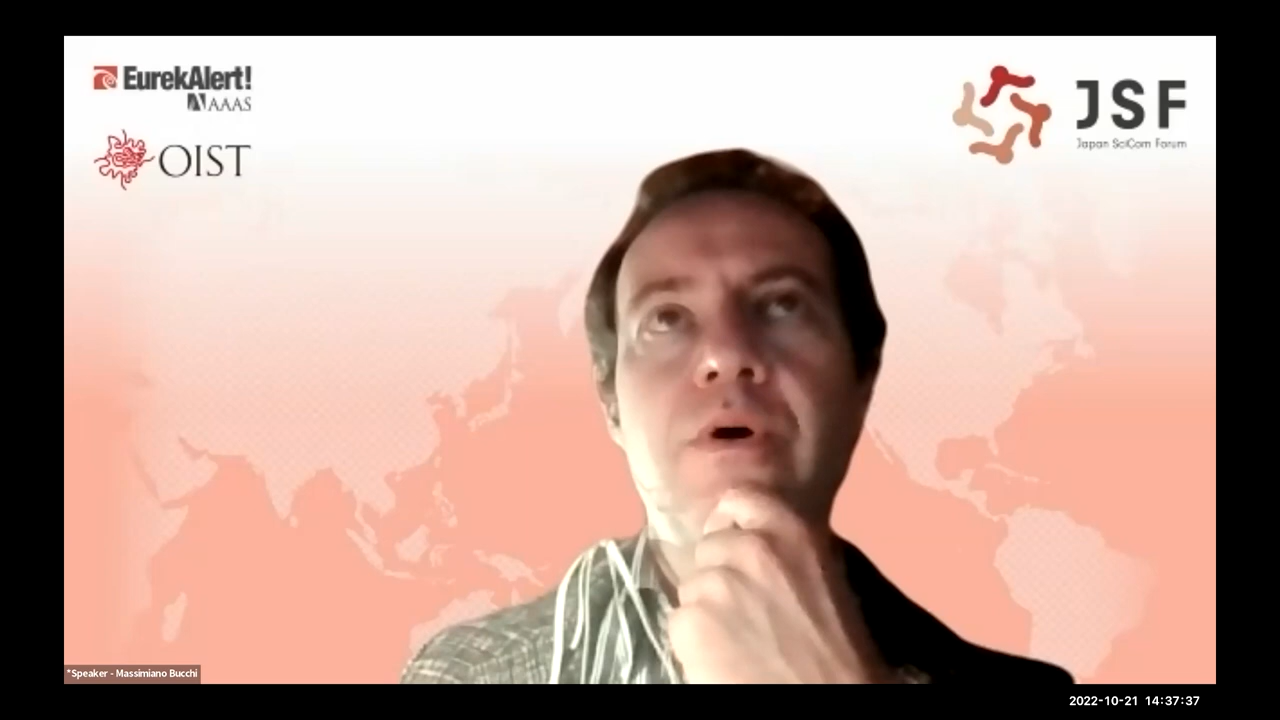 EurekAlert!
AAAS
OIST
JSF
Japan SciCom Forum
*Speaker - Massimiano Bucchi
2022-10-21 14:37:37